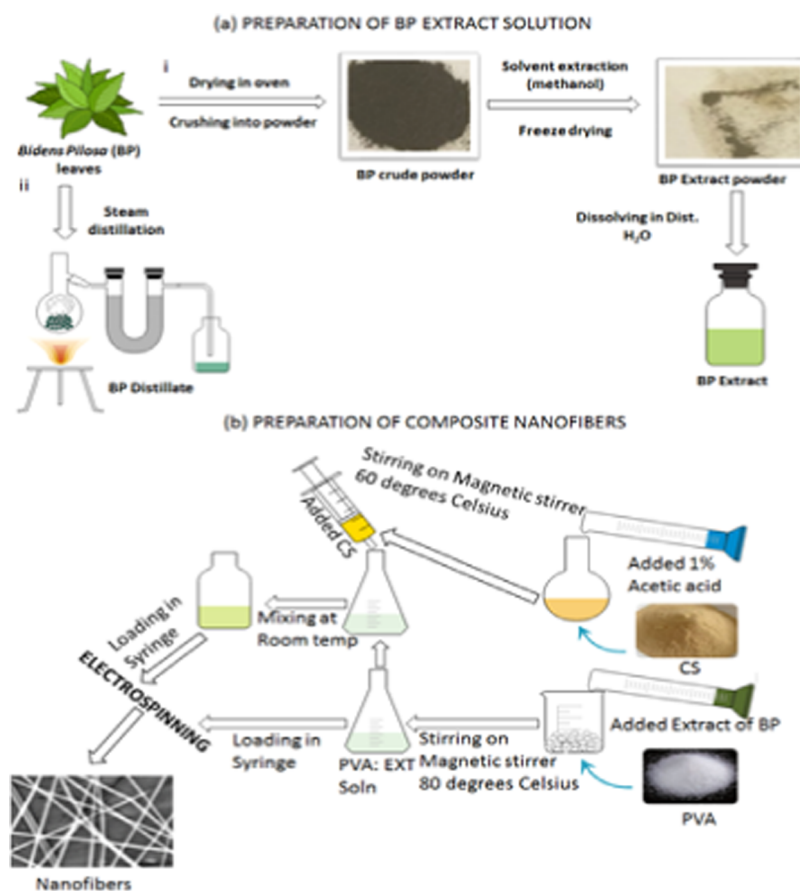 (a) PREPARATION OF BP EXTRACT SOLUTION
i
Drying in oven
Crushing into powder
Solvent extraction
(methanol)
Freeze drying
Bidens Pilosa (BP)
leaves
BP crude powder
BP Extract powder
ii
Steam
distillation
Dissolving in Dist.
H₂O
BP Distillate
BP Extract
(b) PREPARATION OF COMPOSITE NANOFIBERS
Stirring on Magnetic stirrer
60 degrees Celsius
Added CS
Added 1%
Acetic acid
CS
Mixing at
Room temp
Loading in
Syringe
ELECTROSPINNING
Loading in
Syringe
PVA: EXT
Soln
Stirring on
Magnetic stirrer
80 degrees Celsius
Added Extract of BP
PVA
Nanofibers